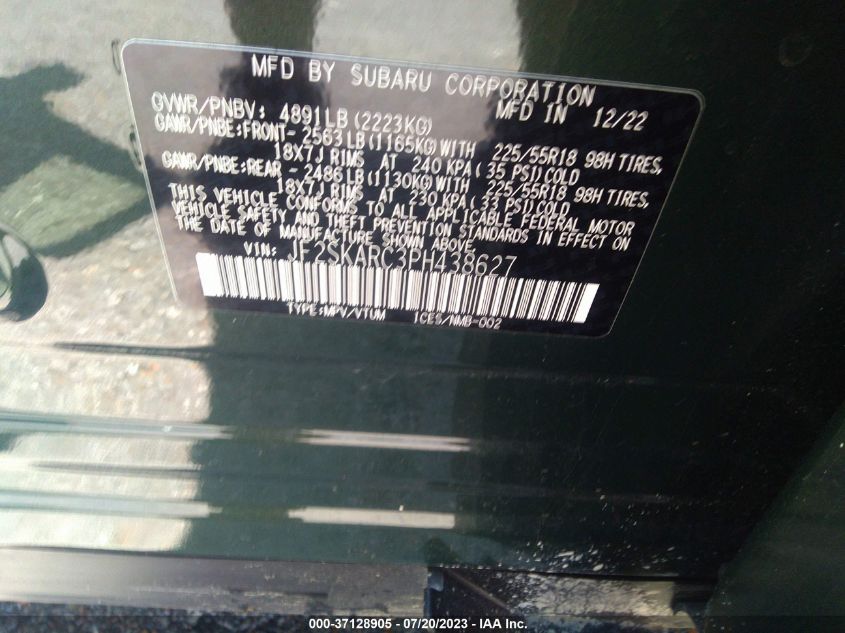 MFD BY SUBARU CORPORATION
GVWR/PNBV: 4891LB(2223KG) MFD IN 12/22
GAWR/PNBE:FRONT- 2563LB(1165KG)WITH 225/55R18 98H TIRES,
18X7J RIMS AT 240 KPA( 35 PSI)COLD
GAWR/PNBE:REAR - 2486LB(1130KG)WITH 225/55R18 98H TIRES,
18X7J RIMS AT 230 KPA( 33 PSI)COLD
THIS VEHICLE CONFORMS TO ALL APPLICABLE FEDERAL MOTOR
VEHICLE SAFETY AND THEFT PREVENTION STANDARDS IN EFFECT ON
THE DATE OF MANUFACTURE SHOWN ABOVE.
VIN: JF2SKARC3PH438627
TYPE:MPV/VTUM ICES/NMB-002
000-37128905 / 07/20/2023 - IAA Inc.